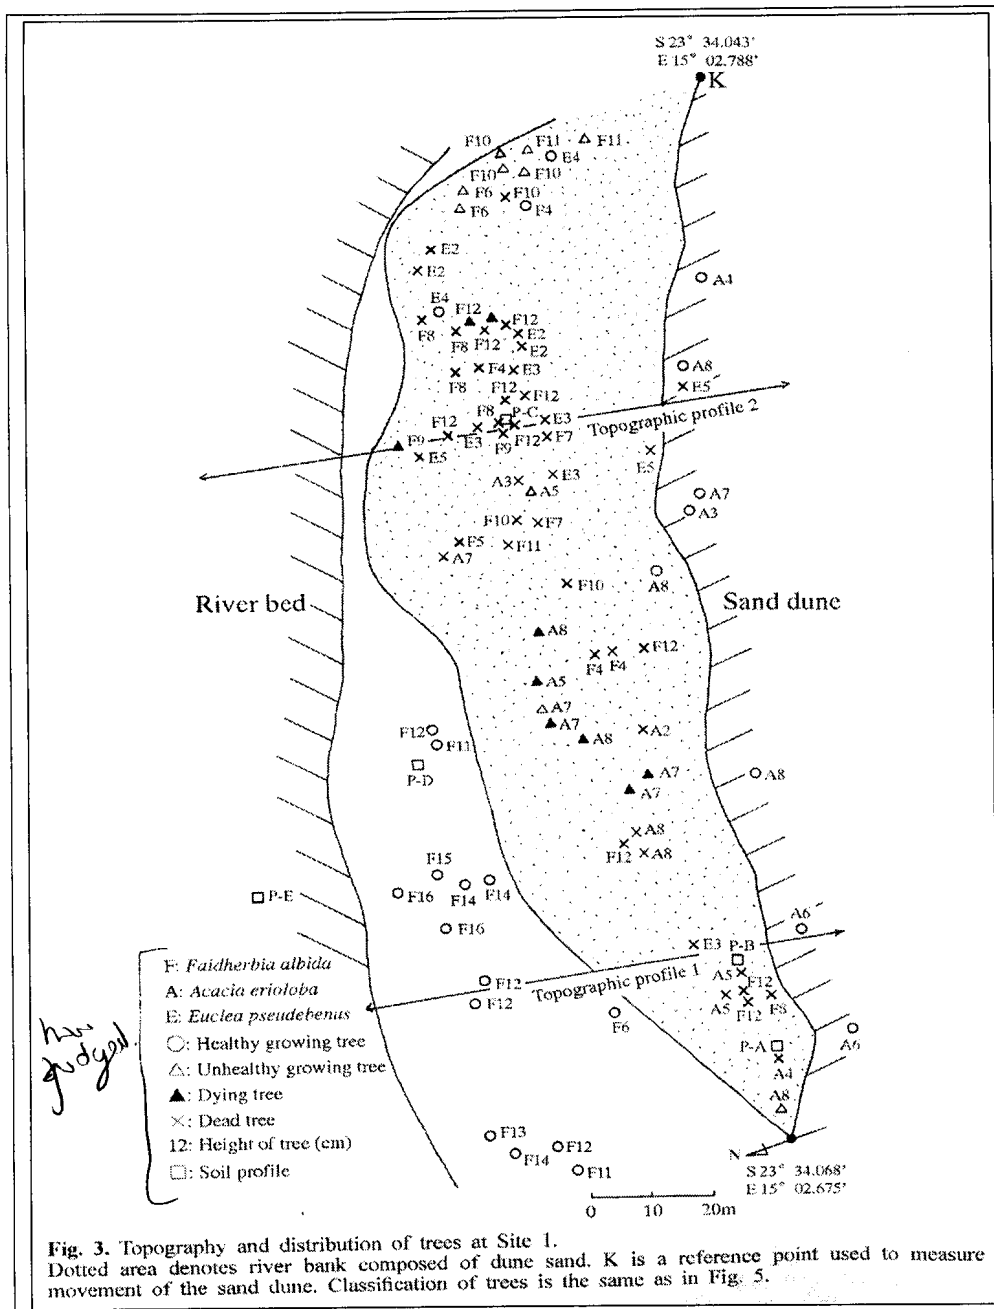 S 23° 34.043'
E 15° 02.788'
K
F10
F11
F11
E4
F10
F10
F6
F10
F6
F4
E2
E2
A4
E4
F12
F12
F8
F8
F12
E2
E2
F4
E3
F8
A8
E5
F12
F12
F8
P-C
E3
Topographic profile 2
F12
F9
E3
F9
F12
F7
E5
E5
A3
E3
A5
A7
A3
F10
F7
F5
F11
A7
A8
F10
River bed
Sand dune
A8
F12
F4
F4
A5
A7
A7
A8
A2
F12
F11
P-D
A7
A7
A8
A8
F12
A8
F15
F16
F14
F14
P-E
F16
A6
E3
P-B
F12
F12
Topographic profile 1
A5
F12
A5
F12
F8
F6
P-A
A4
A6
A8
F13
F14
F12
F11
N
S 23° 34.068'
E 15° 02.675'
0 10 20m
how
judged
F: Faidherbia albida
A: Acacia erioloba
E: Euclea pseudebenus
○: Healthy growing tree
△: Unhealthy growing tree
▲: Dying tree
×: Dead tree
12: Height of tree (cm)
□: Soil profile
Fig. 3. Topography and distribution of trees at Site 1.
Dotted area denotes river bank composed of dune sand. K is a reference point used to measure
movement of the sand dune. Classification of trees is the same as in Fig. 5.